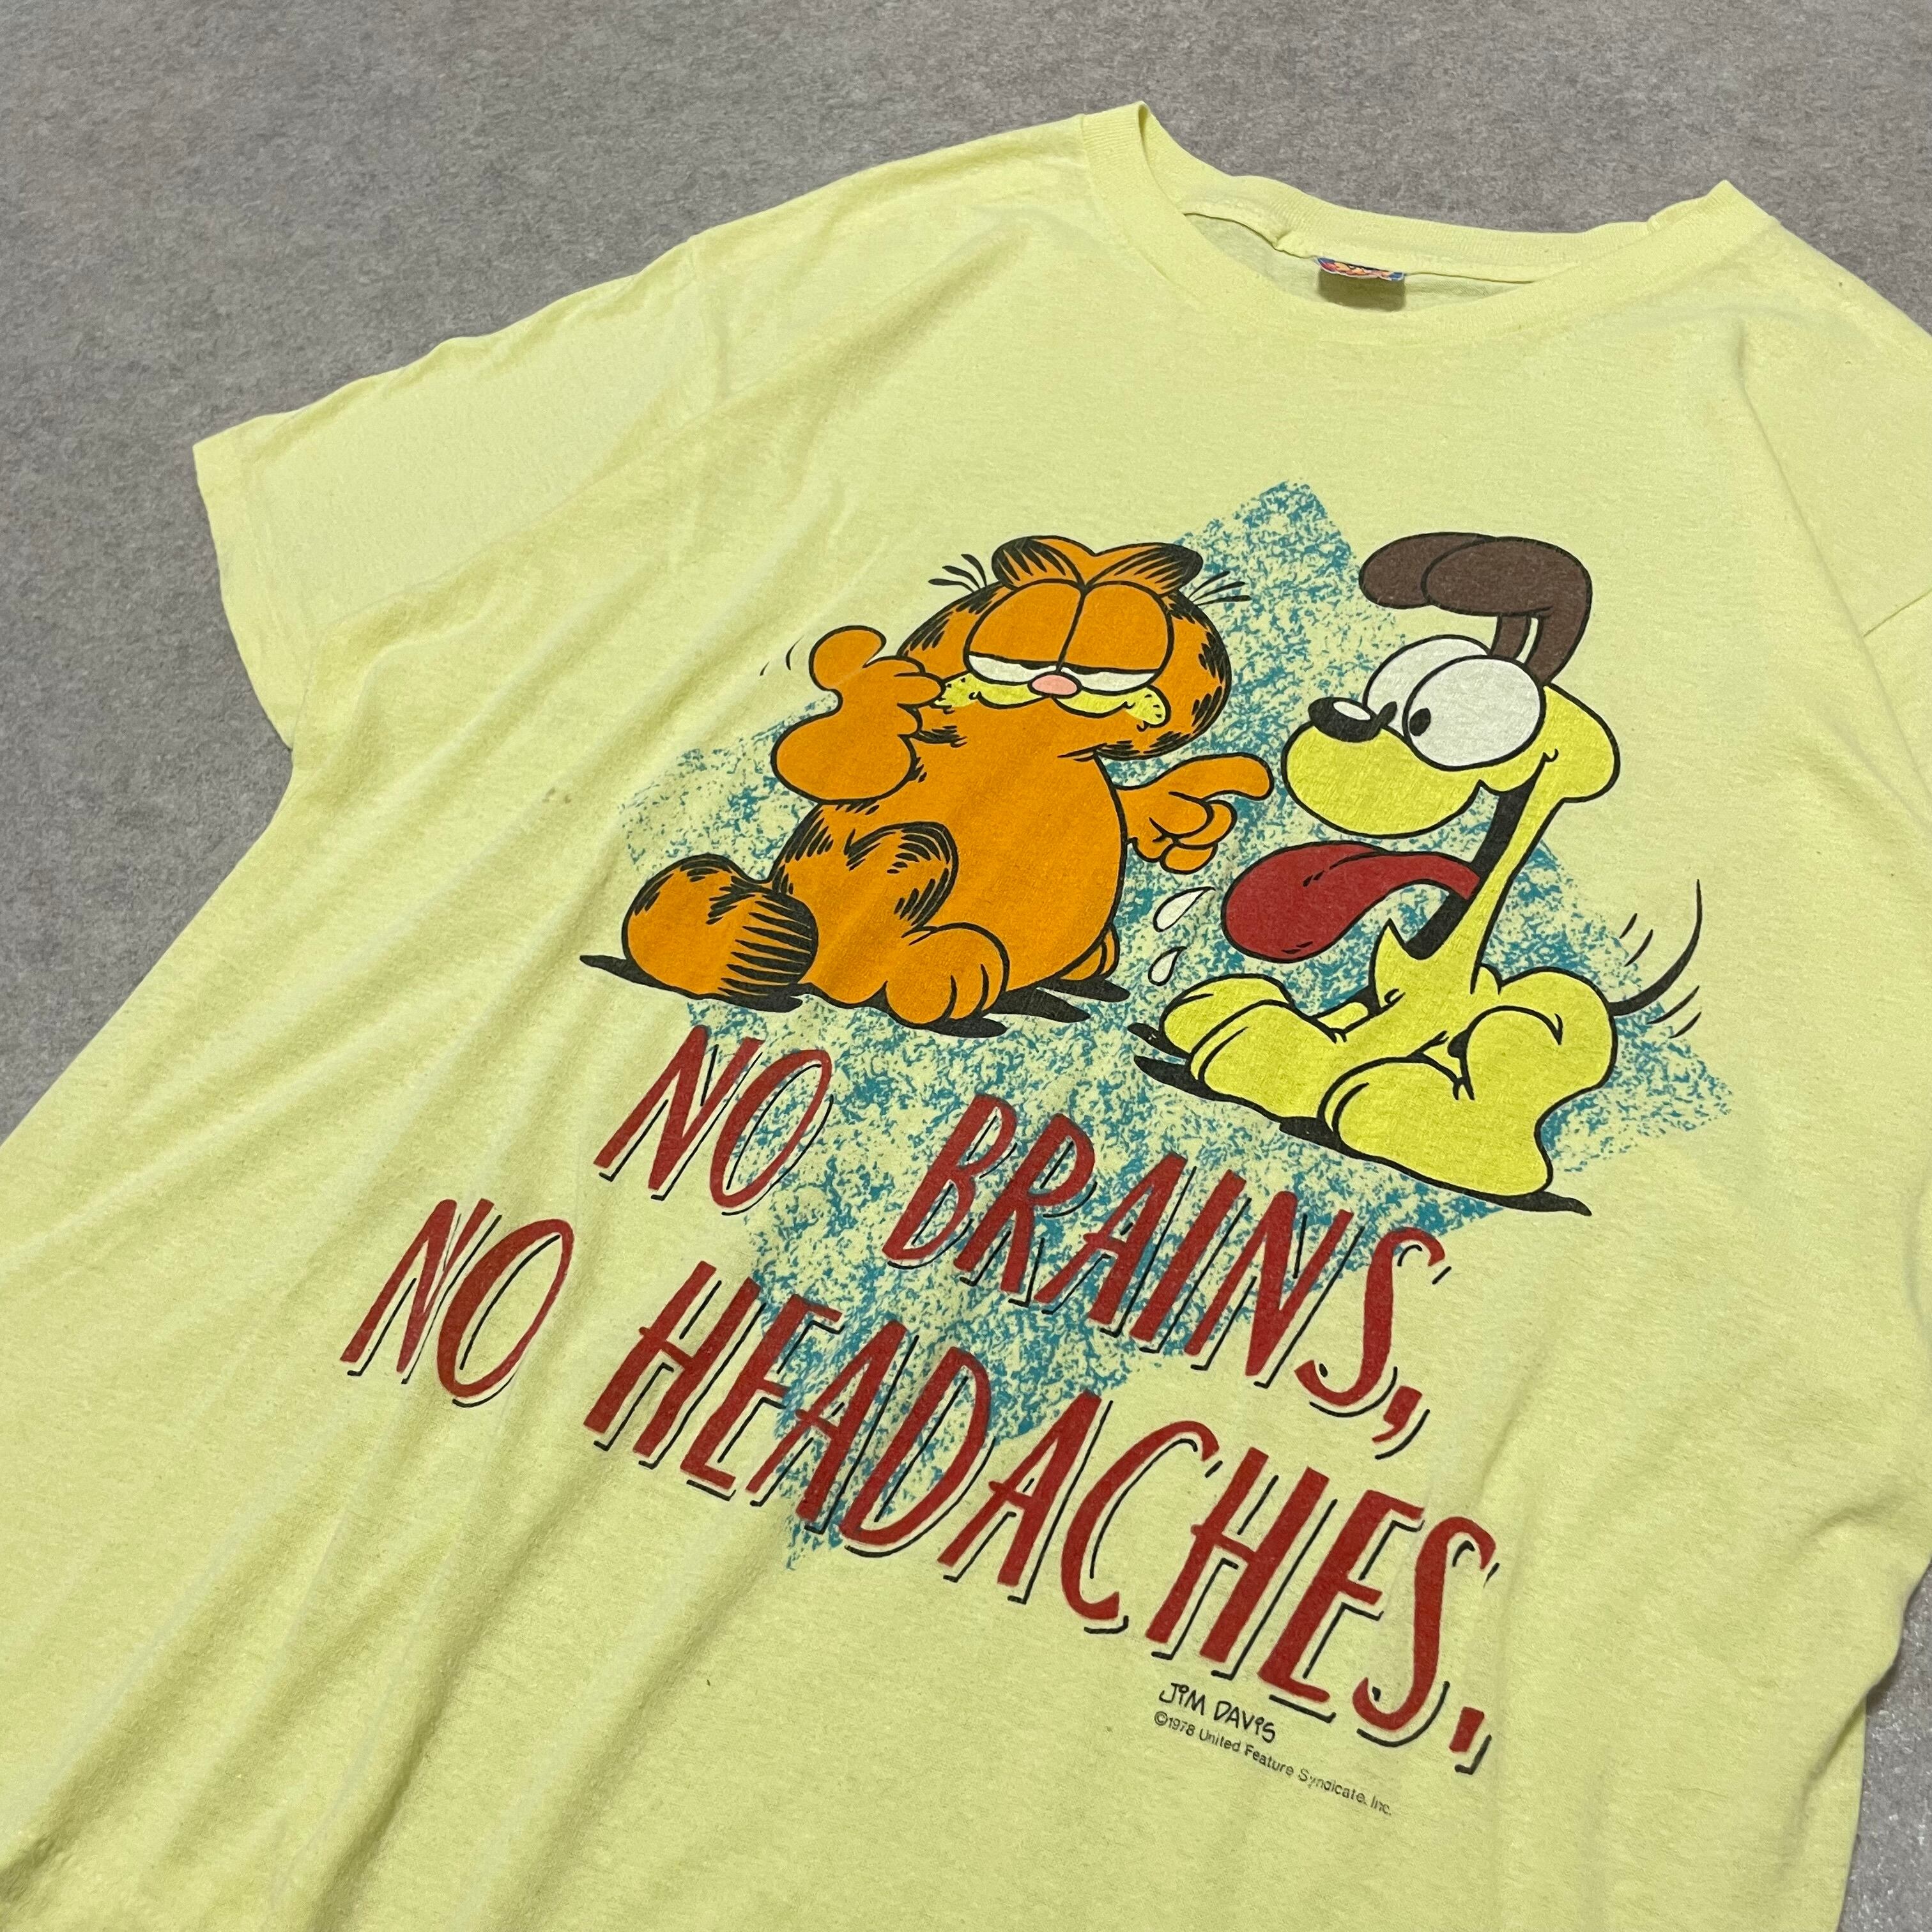 NO BRAINS,
NO HEADACHES.
JIM DAVIS
©1978 United Feature Syndicate, Inc.